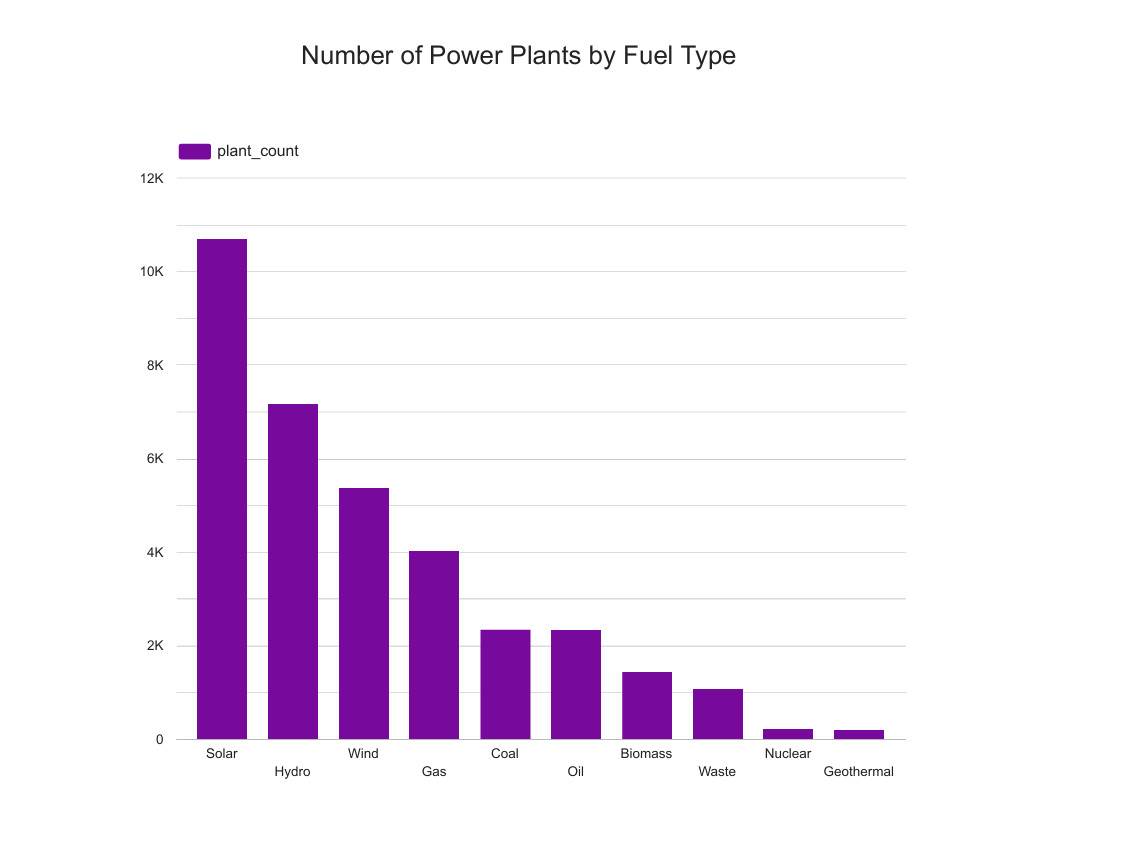 Number of Power Plants by Fuel Type
plant_count
12K
10K
8K
6K
4K
2K
0
Solar
Hydro
Wind
Gas
Coal
Oil
Biomass
Waste
Nuclear
Geothermal